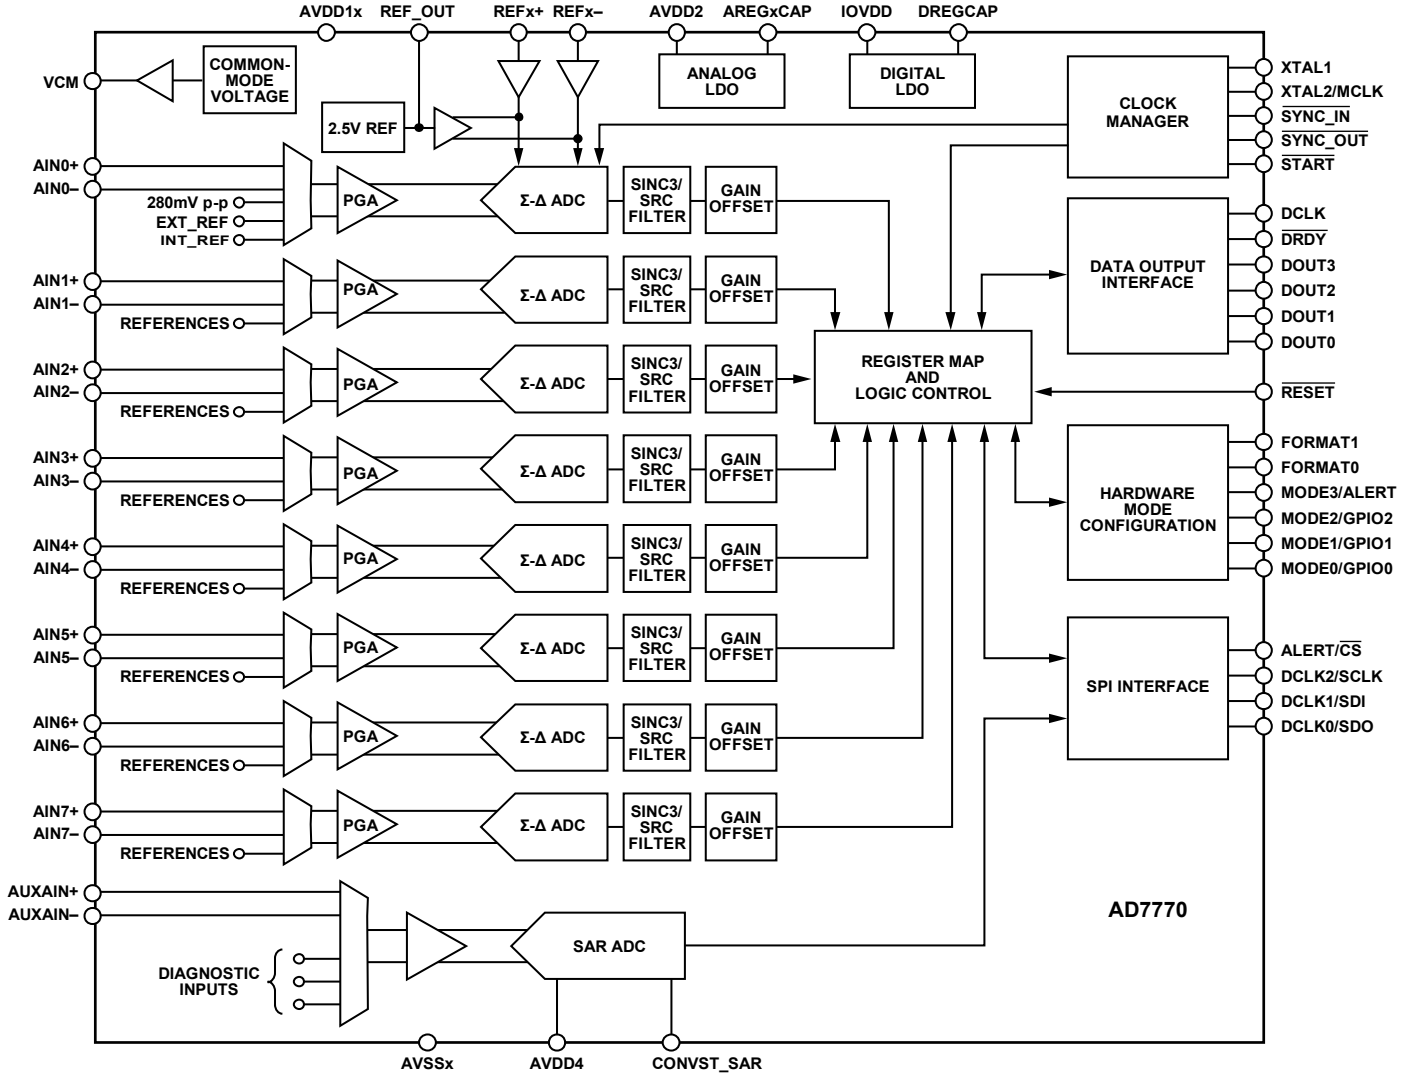 AVDD1x REF_OUT REFx+ REFx– AVDD2 AREGxCAP IOVDD DREGCAP
VCM
COMMON-
MODE
VOLTAGE
ANALOG
LDO
DIGITAL
LDO
2.5V REF
CLOCK
MANAGER
XTAL1
XTAL2/MCLK
SYNC_IN
SYNC_OUT
START
AIN0+
AIN0–
280mV p-p
EXT_REF
INT_REF
PGA
Σ-Δ ADC
SINC3/
SRC
FILTER
GAIN
OFFSET
DATA OUTPUT
INTERFACE
DCLK
DRDY
DOUT3
DOUT2
DOUT1
DOUT0
AIN1+
AIN1–
REFERENCES
PGA
Σ-Δ ADC
SINC3/
SRC
FILTER
GAIN
OFFSET
REGISTER MAP
AND
LOGIC CONTROL
RESET
AIN2+
AIN2–
REFERENCES
PGA
Σ-Δ ADC
SINC3/
SRC
FILTER
GAIN
OFFSET
AIN3+
AIN3–
REFERENCES
PGA
Σ-Δ ADC
SINC3/
SRC
FILTER
GAIN
OFFSET
HARDWARE
MODE
CONFIGURATION
FORMAT1
FORMAT0
MODE3/ALERT
MODE2/GPIO2
MODE1/GPIO1
MODE0/GPIO0
AIN4+
AIN4–
REFERENCES
PGA
Σ-Δ ADC
SINC3/
SRC
FILTER
GAIN
OFFSET
AIN5+
AIN5–
REFERENCES
PGA
Σ-Δ ADC
SINC3/
SRC
FILTER
GAIN
OFFSET
SPI INTERFACE
ALERT/CS
DCLK2/SCLK
DCLK1/SDI
DCLK0/SDO
AIN6+
AIN6–
REFERENCES
PGA
Σ-Δ ADC
SINC3/
SRC
FILTER
GAIN
OFFSET
AIN7+
AIN7–
REFERENCES
PGA
Σ-Δ ADC
SINC3/
SRC
FILTER
GAIN
OFFSET
AUXAIN+
AUXAIN–
DIAGNOSTIC
INPUTS
SAR ADC
AD7770
AVSSx AVDD4 CONVST_SAR